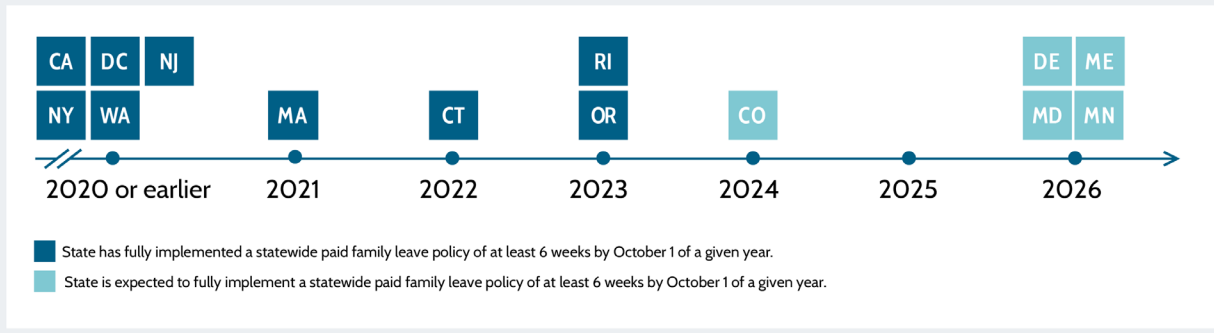 CA DC NJ RI DE ME
NY WA MA CT OR CO MD MN
2020 or earlier 2021 2022 2023 2024 2025 2026
State has fully implemented a statewide paid family leave policy of at least 6 weeks by October 1 of a given year.
State is expected to fully implement a statewide paid family leave policy of at least 6 weeks by October 1 of a given year.